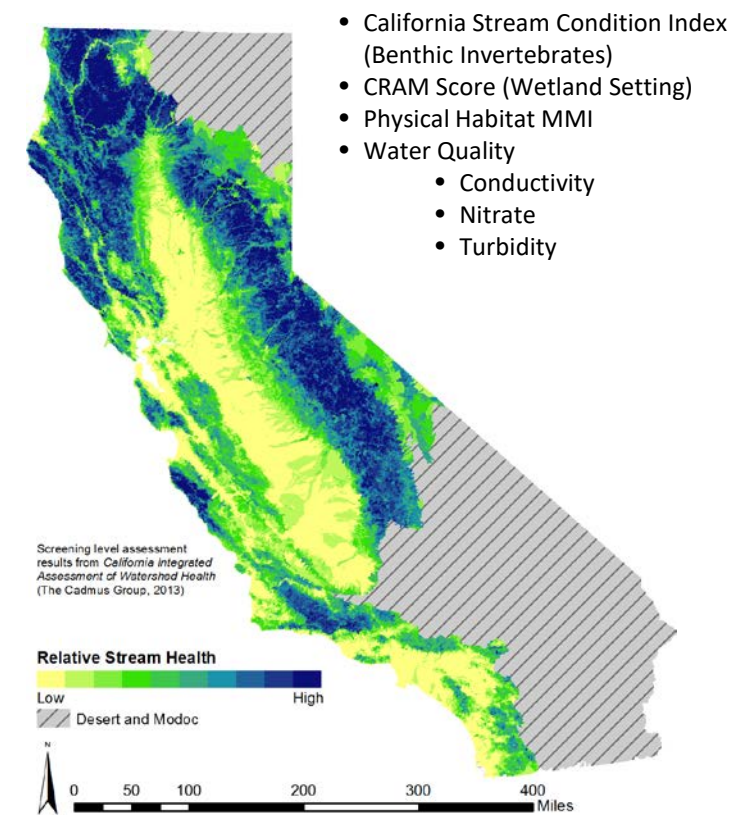 • California Stream Condition Index
(Benthic Invertebrates)
• CRAM Score (Wetland Setting)
• Physical Habitat MMI
• Water Quality
• Conductivity
• Nitrate
• Turbidity
Screening level assessment
results from California Integrated
Assessment of Watershed Health
(The Cadmus Group, 2013)
Relative Stream Health
Low High
Desert and Modoc
N
0 50 100 200 300 400
Miles